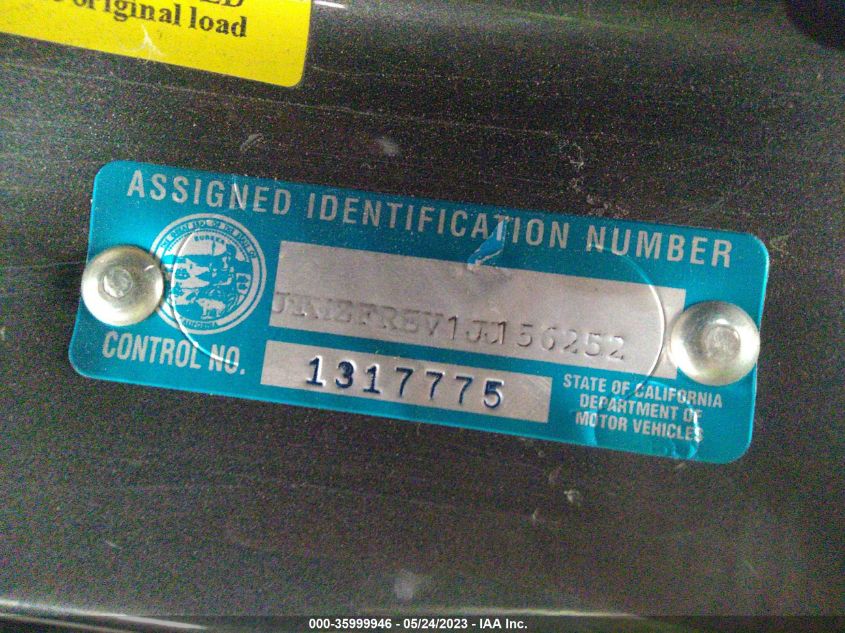 original load
ASSIGNED IDENTIFICATION NUMBER
CONTROL NO. 1317775
STATE OF CALIFORNIA
DEPARTMENT OF
MOTOR VEHICLES
000-35999946 - 05/24/2023 - IAA Inc.